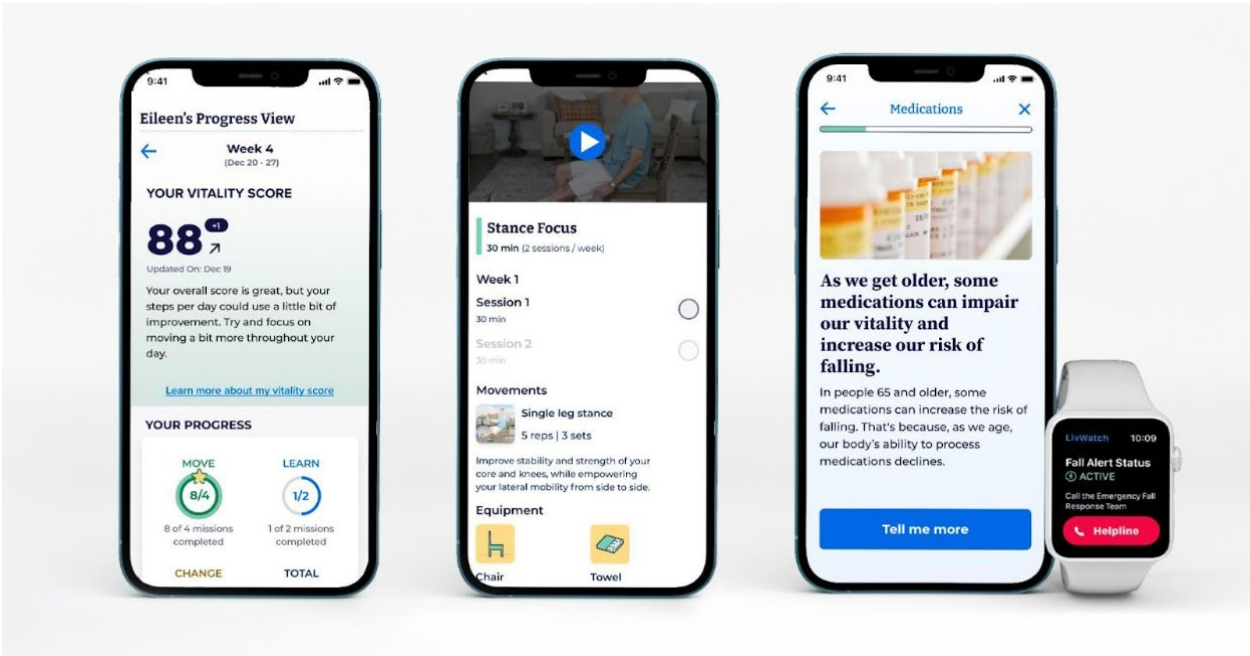 9:41
Eileen's Progress View
Week 4
(Dec 20 - 27)
YOUR VITALITY SCORE
88 +1
Updated On: Dec 19
Your overall score is great, but your
steps per day could use a little bit of
improvement. Try and focus on
moving a bit more throughout your
day.
Learn more about my vitality score
YOUR PROGRESS
MOVE LEARN
8/4 1/2
8 of 4 missions 1 of 2 missions
completed completed
CHANGE TOTAL
Stance Focus
30 min (2 sessions / week)
Week 1
Session 1
30 min
Session 2
30 min
Movements
Single leg stance
5 reps | 3 sets
Improve stability and strength of your
core and knees, while empowering
your lateral mobility from side to side.
Equipment
Chair Towel
9:41
Medications
As we get older, some
medications can impair
our vitality and
increase our risk of
falling.
In people 65 and older, some
medications can increase the risk of
falling. That's because, as we age,
our body's ability to process
medications declines.
Tell me more
LivWatch 10:09
Fall Alert Status
ACTIVE
Call the Emergency Fall
Response Team
Helpline